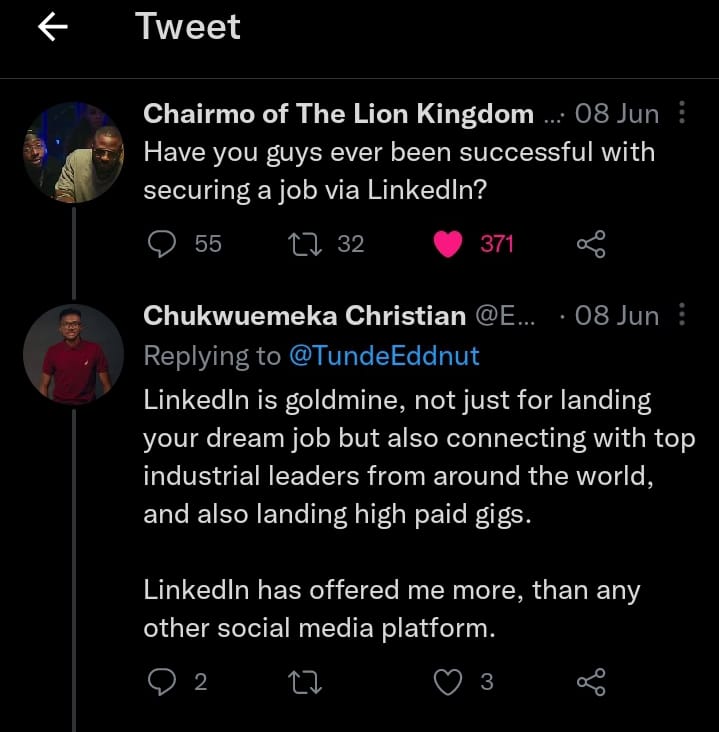 Tweet
Chairmo of The Lion Kingdom ...· 08 Jun
Have you guys ever been successful with
securing a job via LinkedIn?
55 32 371
Chukwuemeka Christian @E... · 08 Jun
Replying to @TundeEddnut
LinkedIn is goldmine, not just for landing
your dream job but also connecting with top
industrial leaders from around the world,
and also landing high paid gigs.
LinkedIn has offered me more, than any
other social media platform.
2 3